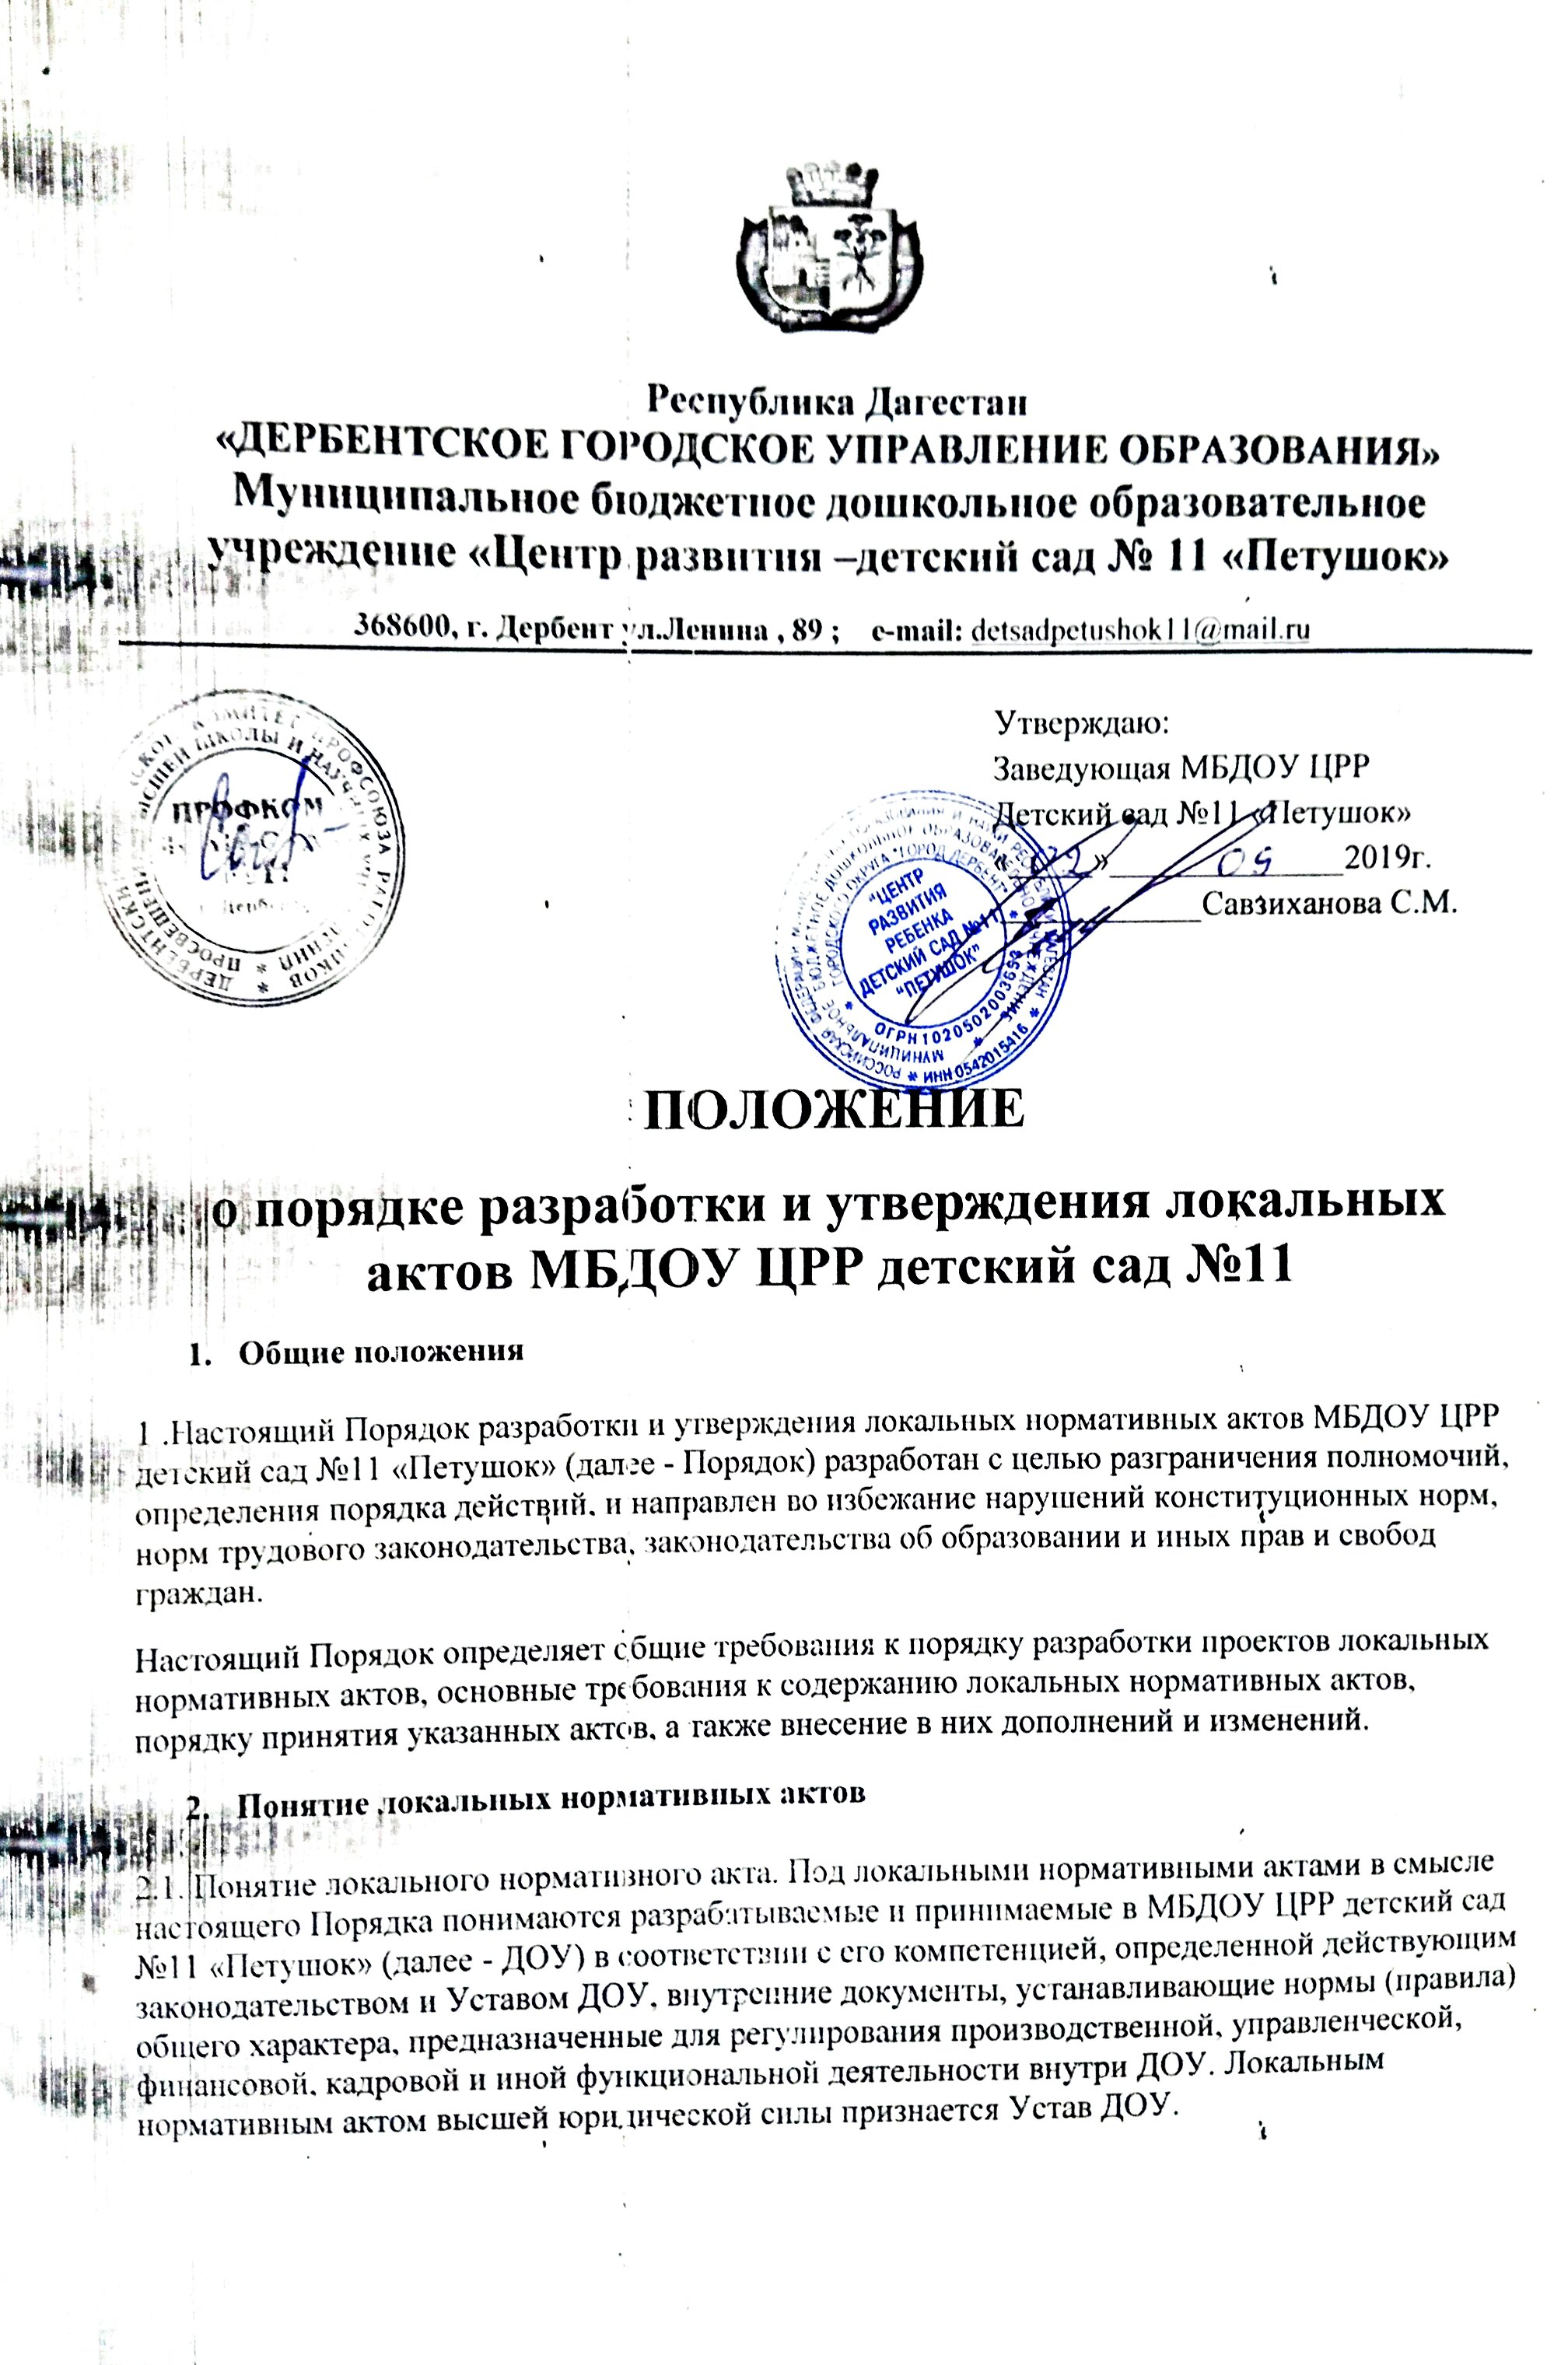 Республика Дагестан
«ДЕРБЕНТСКОЕ ГОРОДСКОЕ УПРАВЛЕНИЕ ОБРАЗОВАНИЯ»
Муниципальное бюджетное дошкольное образовательное
учреждение «Центр развития –детский сад № 11 «Петушок»
368600, г. Дербент ул.Ленина , 89 ; e-mail: detsadpetushok11@mail.ru
ПРОФКОМ
Утверждаю:
Заведующая МБДОУ ЦРР
Детский сад №11 «Петушок»
«22» 09 2019г.
Савзиханова С.М.
"ЦЕНТР
РАЗВИТИЯ
РЕБЕНКА
ДЕТСКИЙ САД №11
"ПЕТУШОК"
ОГРН 1020502003653
ИНН 0542015416
ПОЛОЖЕНИЕ
о порядке разработки и утверждения локальных
актов МБДОУ ЦРР детский сад №11
1. Общие положения
1 .Настоящий Порядок разработки и утверждения локальных нормативных актов МБДОУ ЦРР
детский сад №11 «Петушок» (далее - Порядок) разработан с целью разграничения полномочий,
определения порядка действий, и направлен во избежание нарушений конституционных норм,
норм трудового законодательства, законодательства об образовании и иных прав и свобод
граждан.
Настоящий Порядок определяет общие требования к порядку разработки проектов локальных
нормативных актов, основные требования к содержанию локальных нормативных актов,
порядку принятия указанных актов, а также внесение в них дополнений и изменений.
2. Понятие локальных нормативных актов
2.1. Понятие локального нормативного акта. Под локальными нормативными актами в смысле
настоящего Порядка понимаются разрабатываемые и принимаемые в МБДОУ ЦРР детский сад
№11 «Петушок» (далее - ДОУ) в соответствии с его компетенцией, определенной действующим
законодательством и Уставом ДОУ, внутренние документы, устанавливающие нормы (правила)
общего характера, предназначенные для регулирования производственной, управленческой,
финансовой, кадровой и иной функциональной деятельности внутри ДОУ. Локальным
нормативным актом высшей юридической силы признается Устав ДОУ.